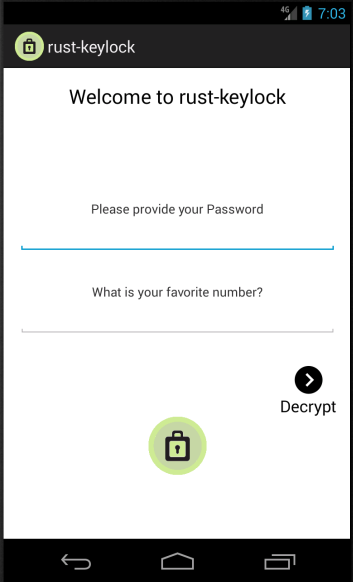 4G 7:03
rust-keylock
Welcome to rust-keylock
Please provide your Password
What is your favorite number?
Decrypt